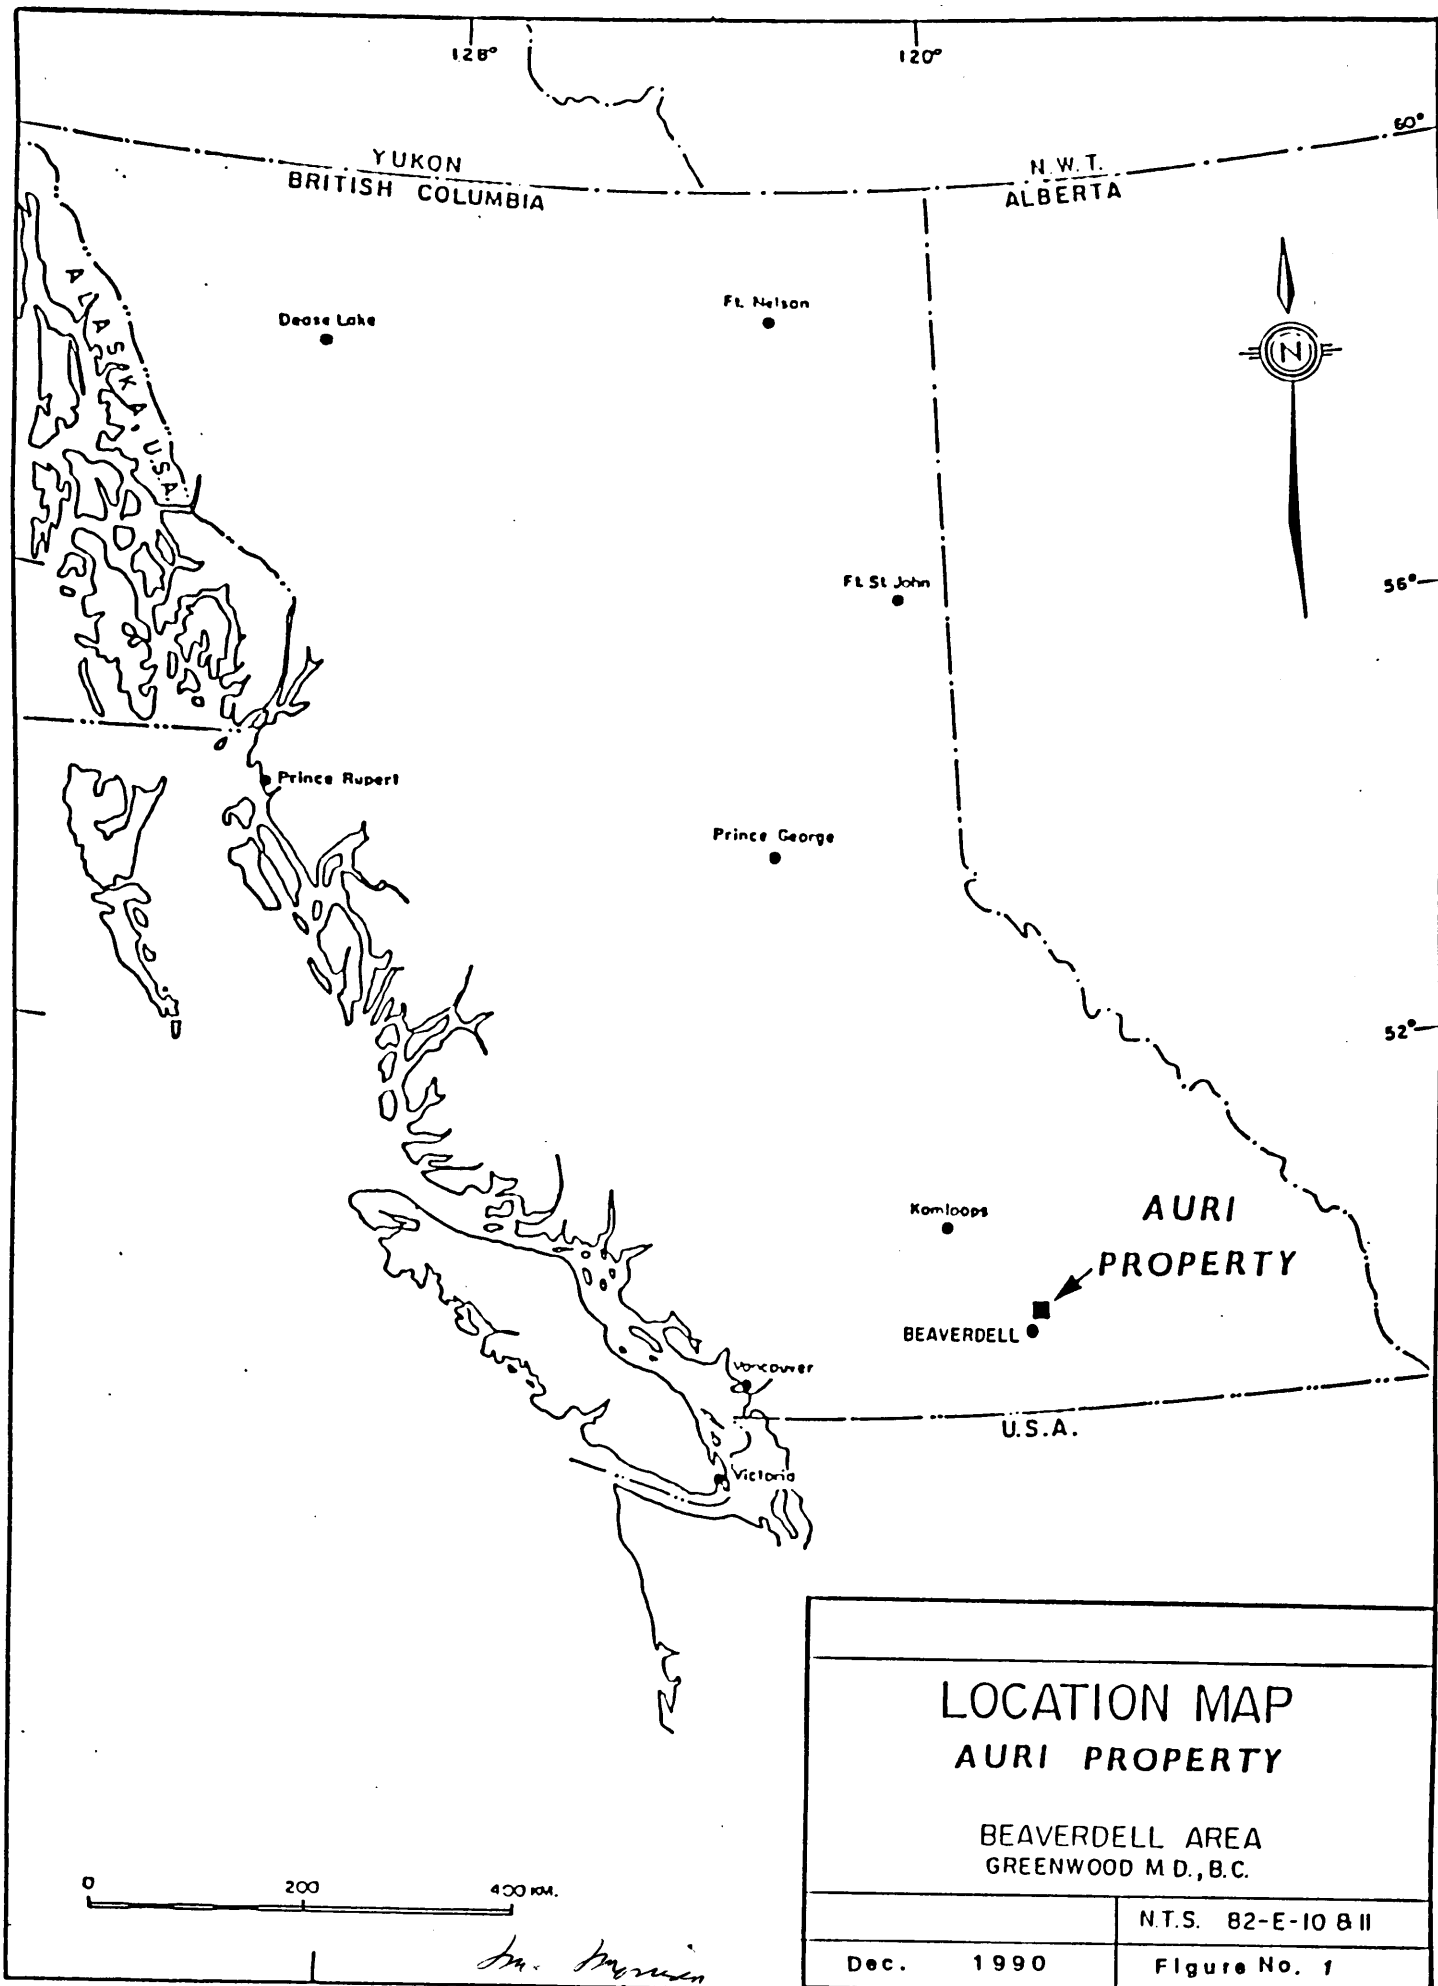 128°
120°
60°
YUKON
BRITISH COLUMBIA
N.W.T.
ALBERTA
ALASKA, U.S.A.
Dease Lake
Ft. Nelson
N
Ft. St. John
56°
Prince Rupert
Prince George
52°
Kamloops
AURI
PROPERTY
BEAVERDELL
Vancouver
U.S.A.
Victoria
LOCATION MAP
AURI PROPERTY
BEAVERDELL AREA
GREENWOOD M.D., B.C.
0 200 400 KM.
N.T.S. 82-E-10 & 11
Dec. 1990
Figure No. 1